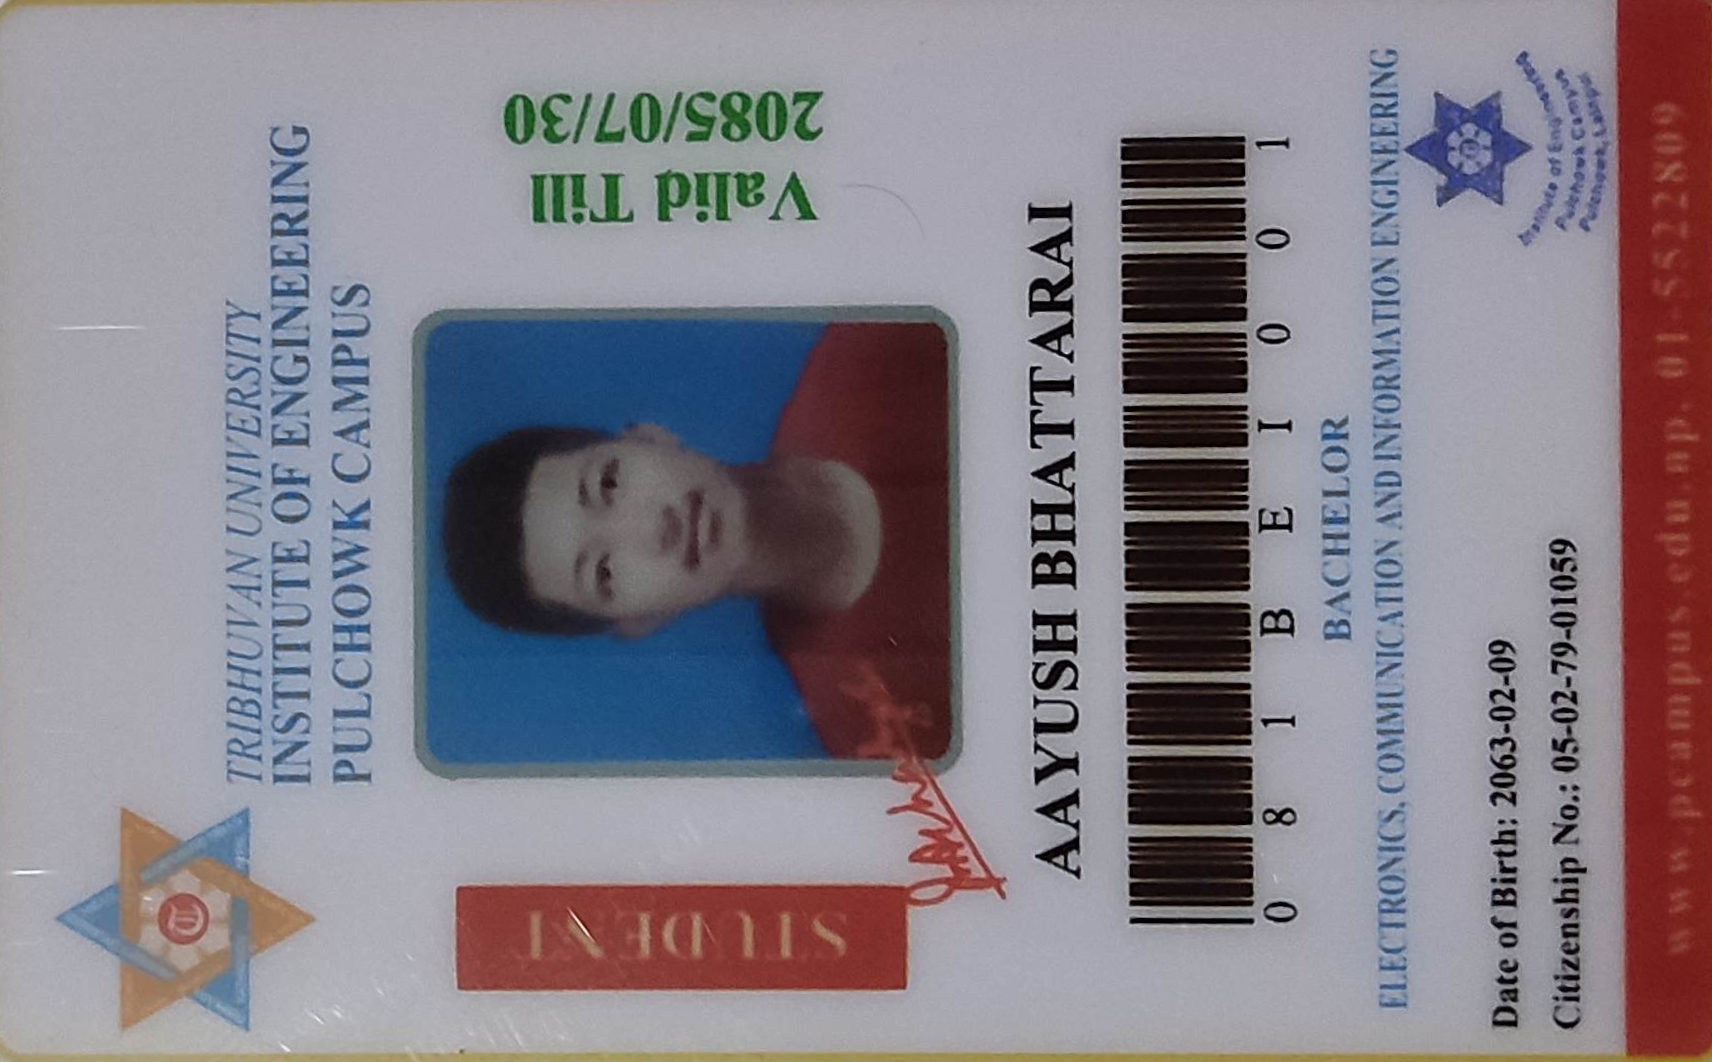 TRIBHUVAN UNIVERSITY
INSTITUTE OF ENGINEERING
PULCHOWK CAMPUS
STUDENT
Valid Till
2085/07/30
AAYUSH BHATTARAI
081BEI001
BACHELOR
ELECTRONICS, COMMUNICATION AND INFORMATION ENGINEERING
Date of Birth: 2063-02-09
Citizenship No.: 05-02-79-01059
Institute of Engineering
Pulchowk Campus
Pulchowk, Lalitpur
www.pcampus.edu.np, 01-5522809